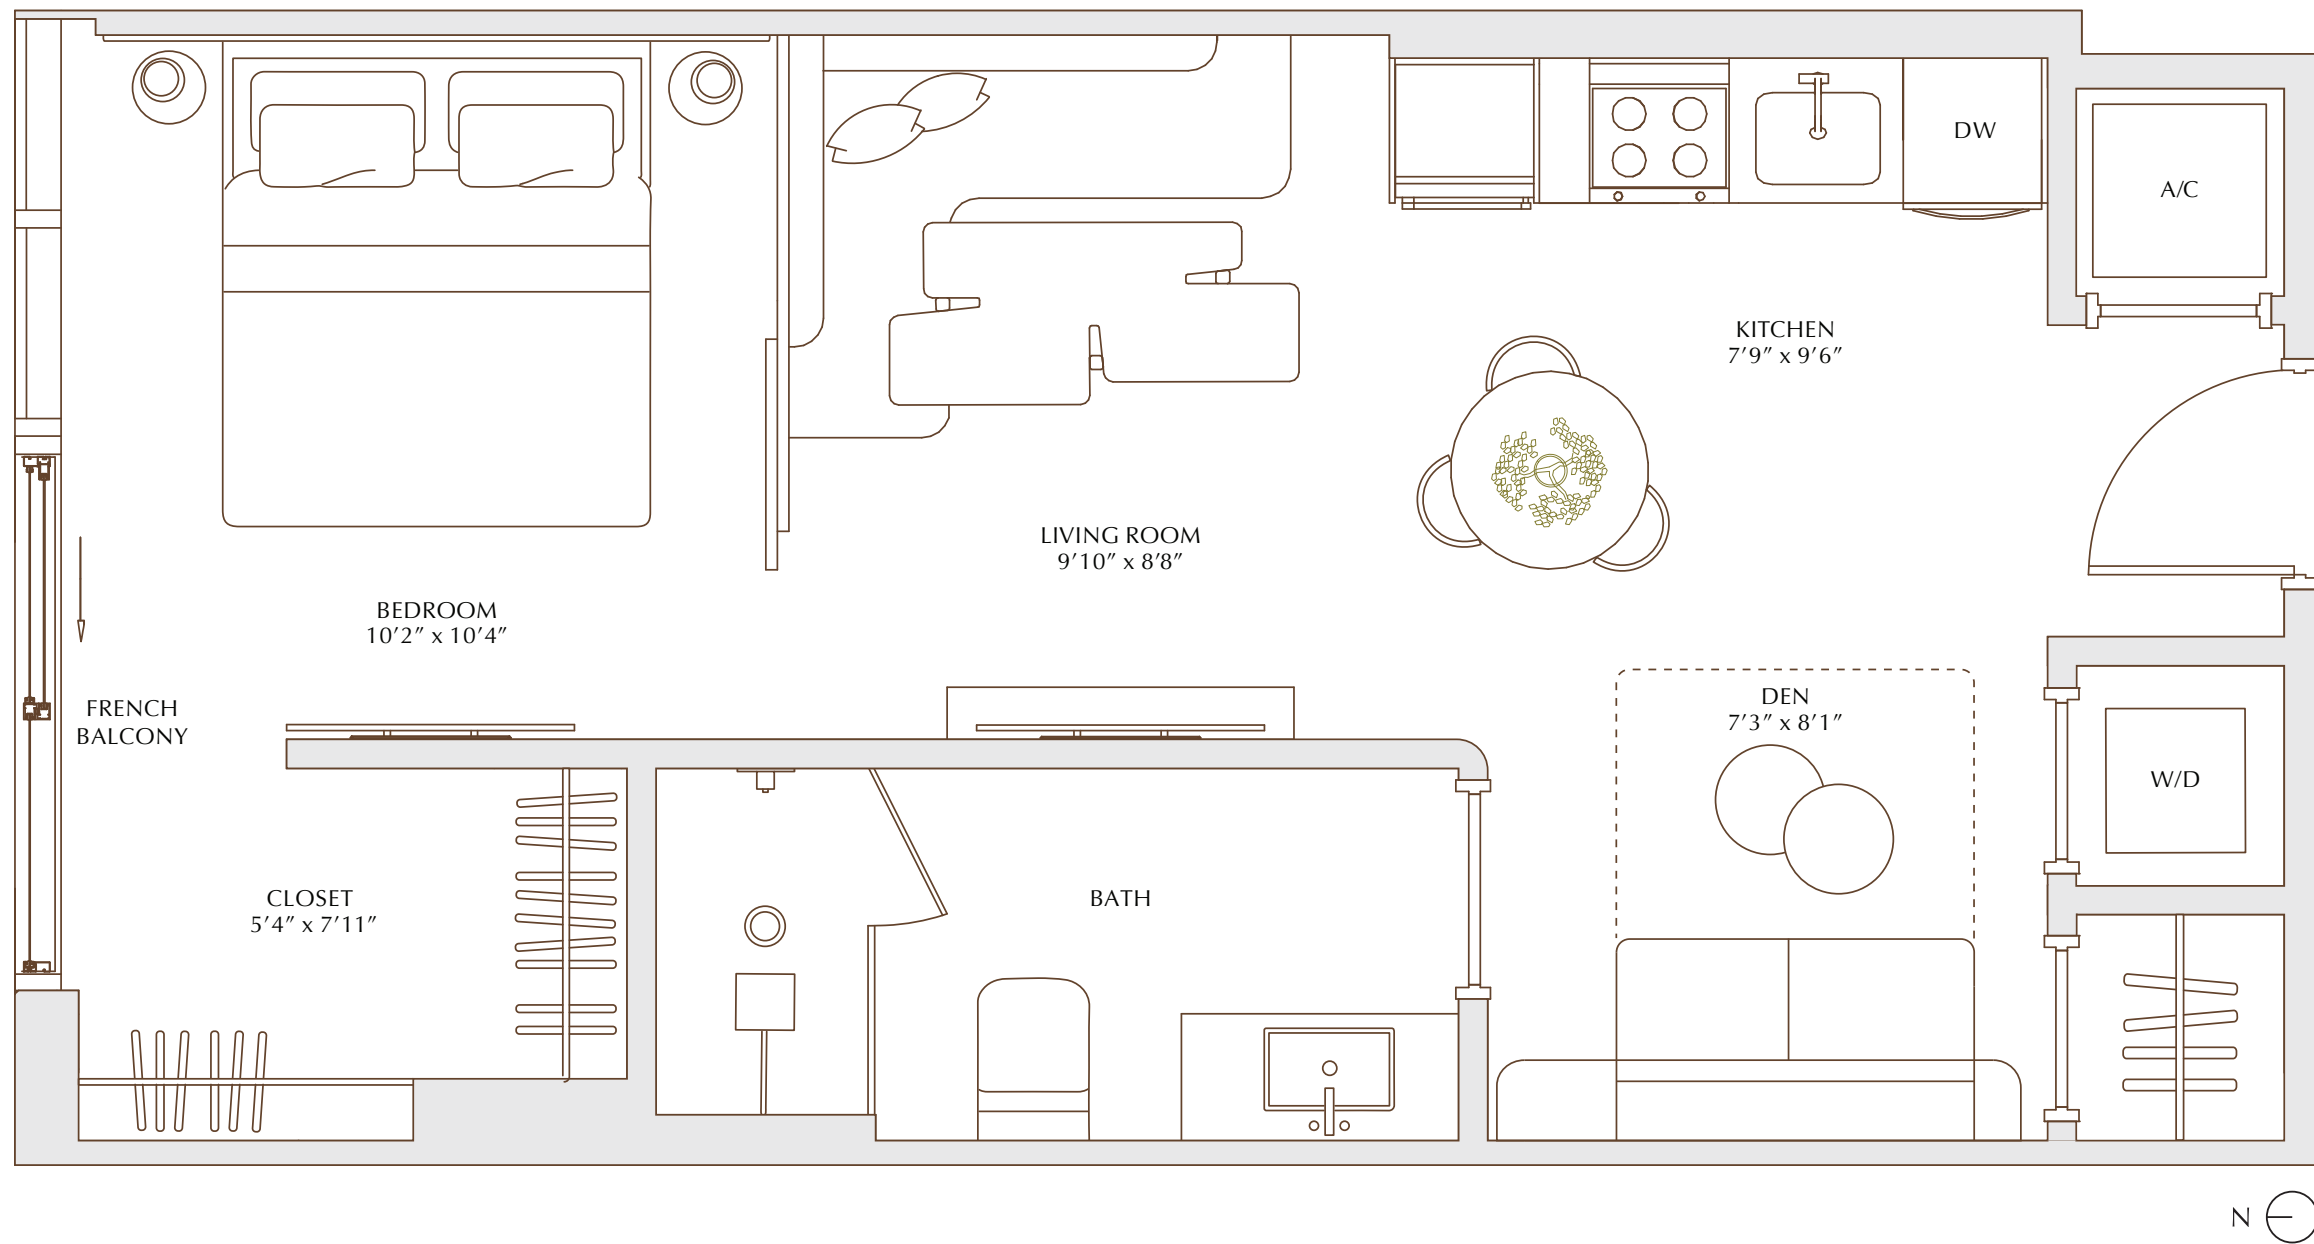 DW
A/C
KITCHEN
7’9” x 9’6”
LIVING ROOM
9’10” x 8’8”
BEDROOM
10’2” x 10’4”
FRENCH
BALCONY
DEN
7’3” x 8’1”
W/D
CLOSET
5’4” x 7’11”
BATH
N